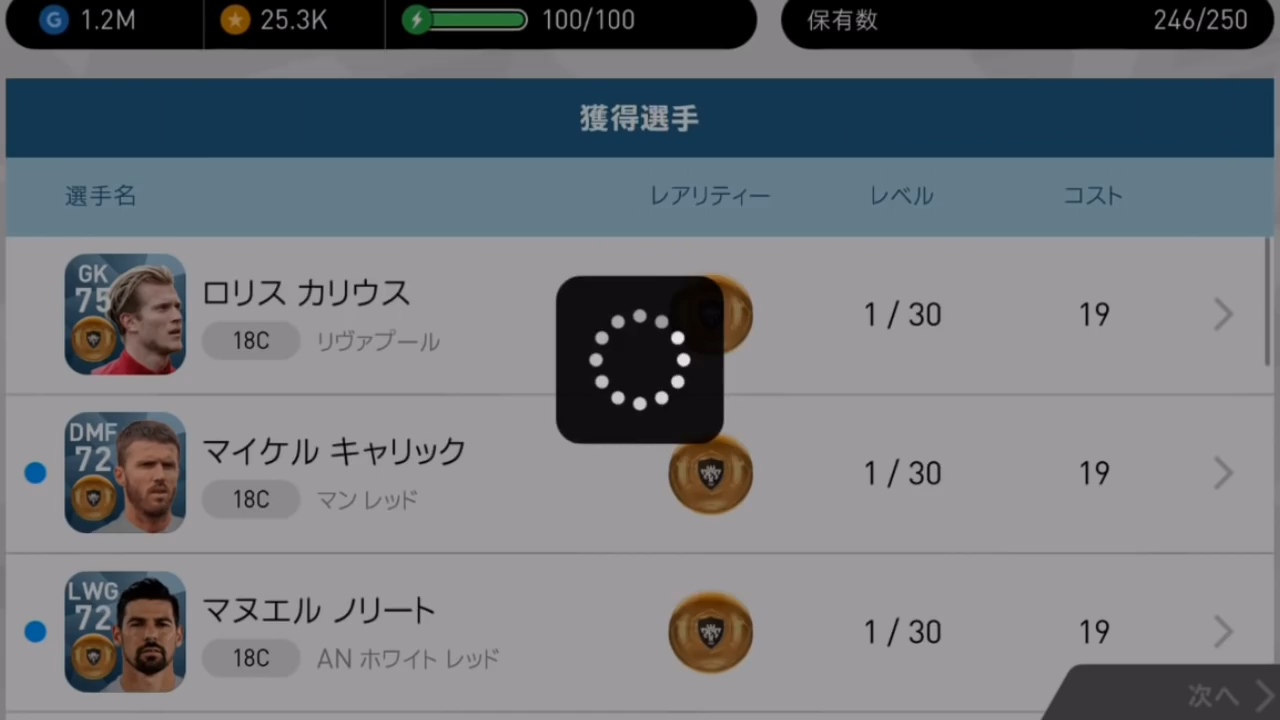 G 1.2M 25.3K 100/100 保有数 246/250
獲得選手
選手名 レアリティー レベル コスト
GK
75
ロリス カリウス
18C リヴァプール
1 / 30 19
DMF
72
マイケル キャリック
18C マン レッド
1 / 30 19
LWG
72
マヌエル ノリート
18C AN ホワイト レッド
1 / 30 19
次へ